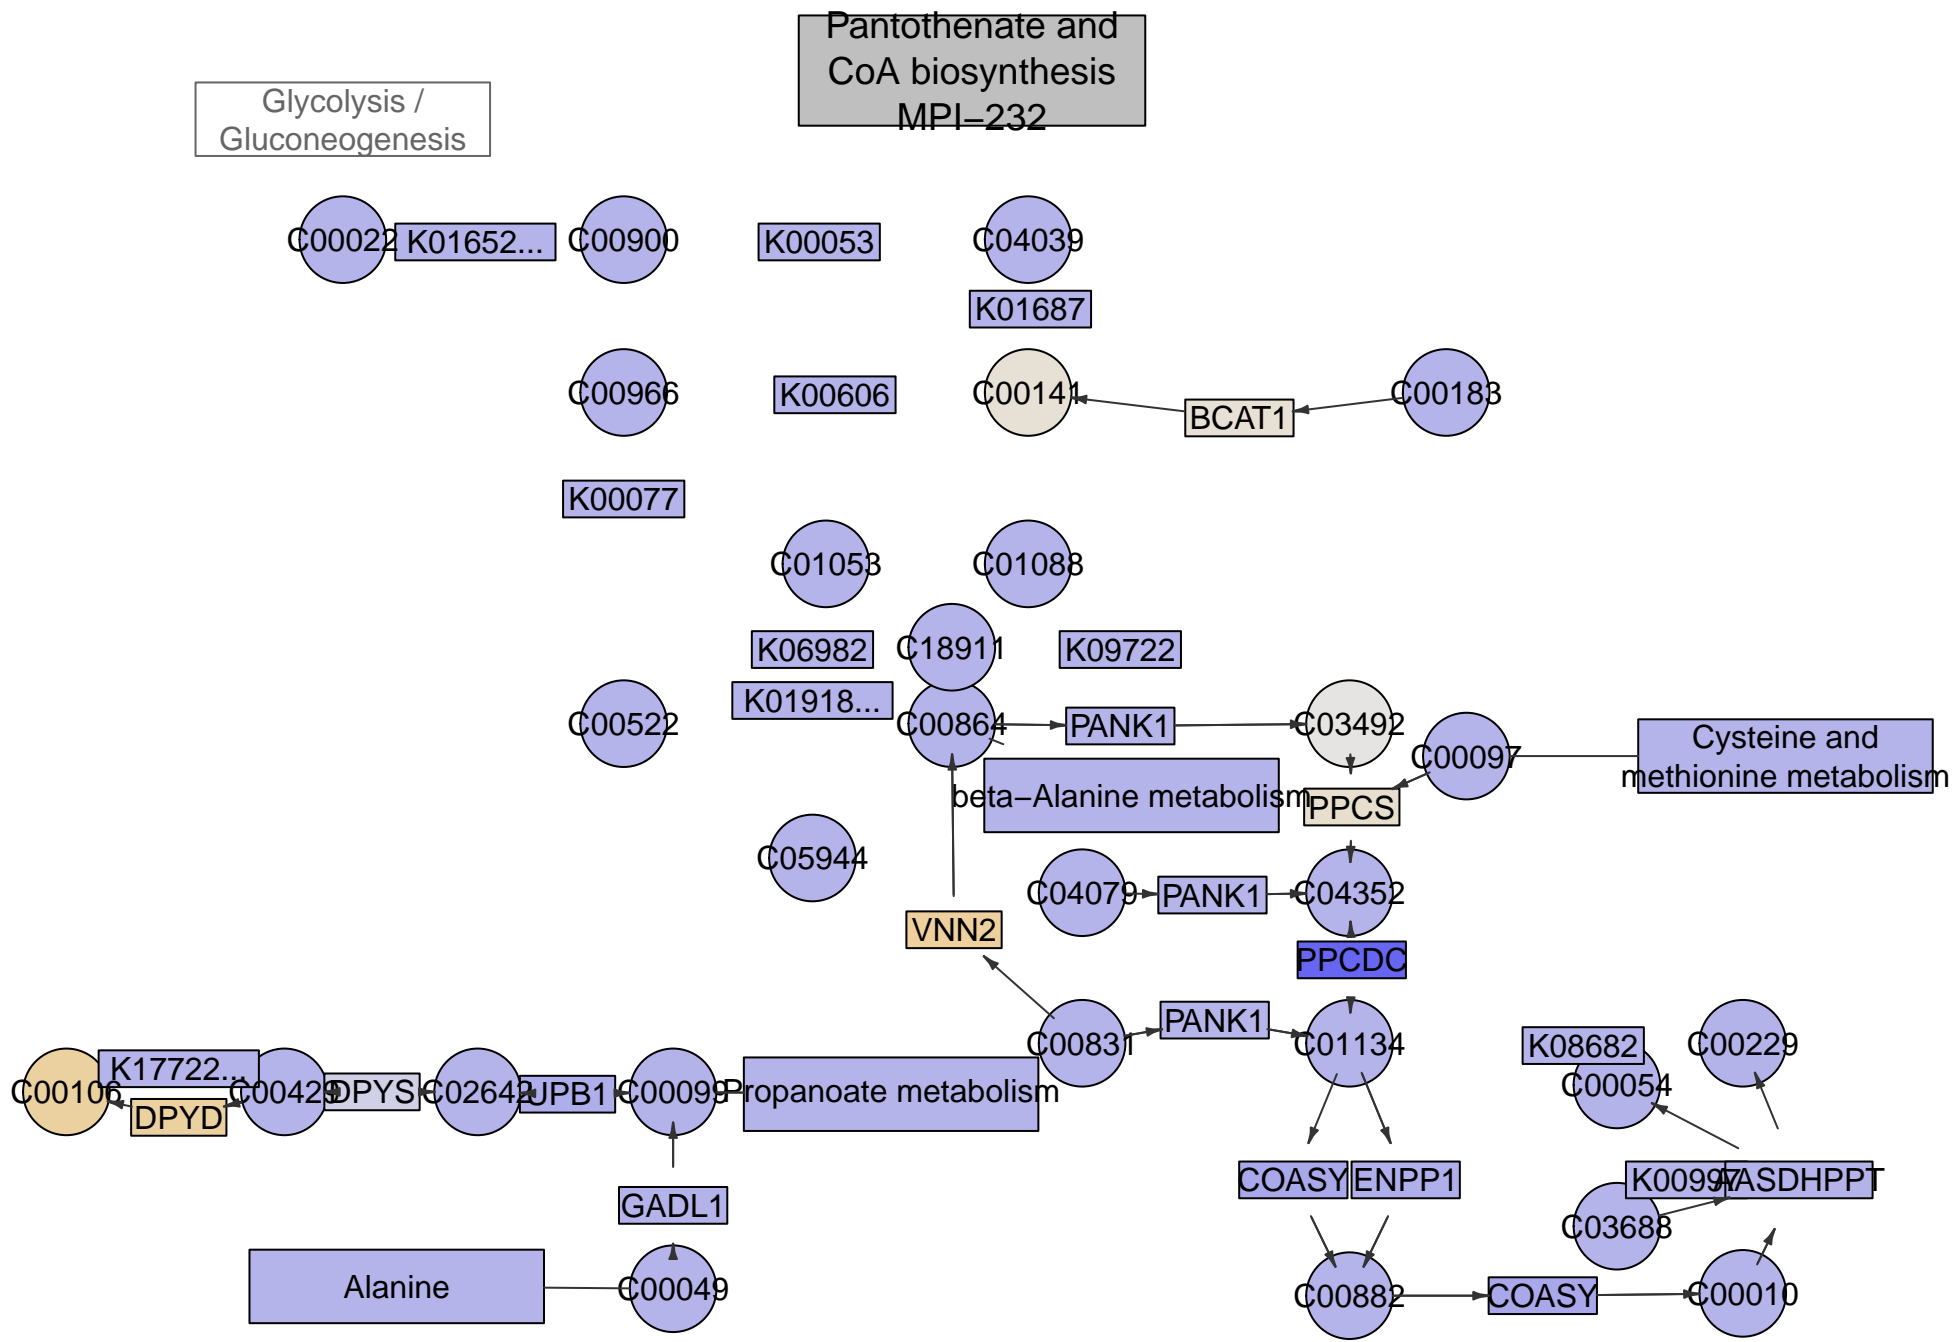 Pantothenate and
CoA biosynthesis
MPI−232
Glycolysis /
Gluconeogenesis
C00022
K01652...
C00900
K00053
C04039
K01687
C00966
K00606
C00141
BCAT1
C00183
K00077
C01053
C01088
K06982
C18911
K09722
K01918...
C00522
C00864
PANK1
C03492
C00097
Cysteine and
methionine metabolism
beta−Alanine metabolism
PPCS
C05944
C04079
PANK1
C04352
VNN2
PPCDC
C00831
PANK1
C01134
K08682
C00229
C00054
K17722...
C00106
DPYD
C00429
DPYS
C02642
UPB1
C00099
Propanoate metabolism
COASY
ENPP1
K00997
AASDHPPT
GADL1
C03688
Alanine
C00049
C00882
COASY
C00010